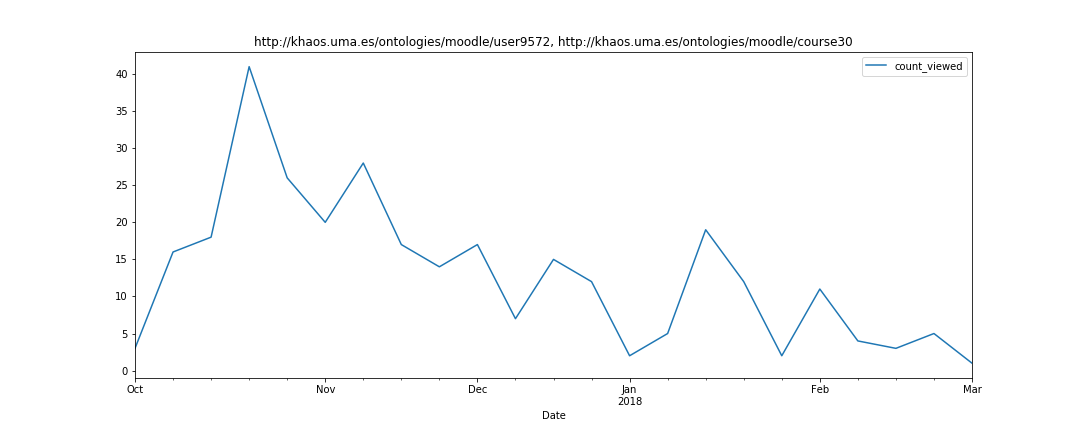 http://khaos.uma.es/ontologies/moodle/user9572, http://khaos.uma.es/ontologies/moodle/course30
count_viewed
40
35
30
25
20
15
10
5
0
Oct Nov Dec Jan Feb Mar
2018
Date